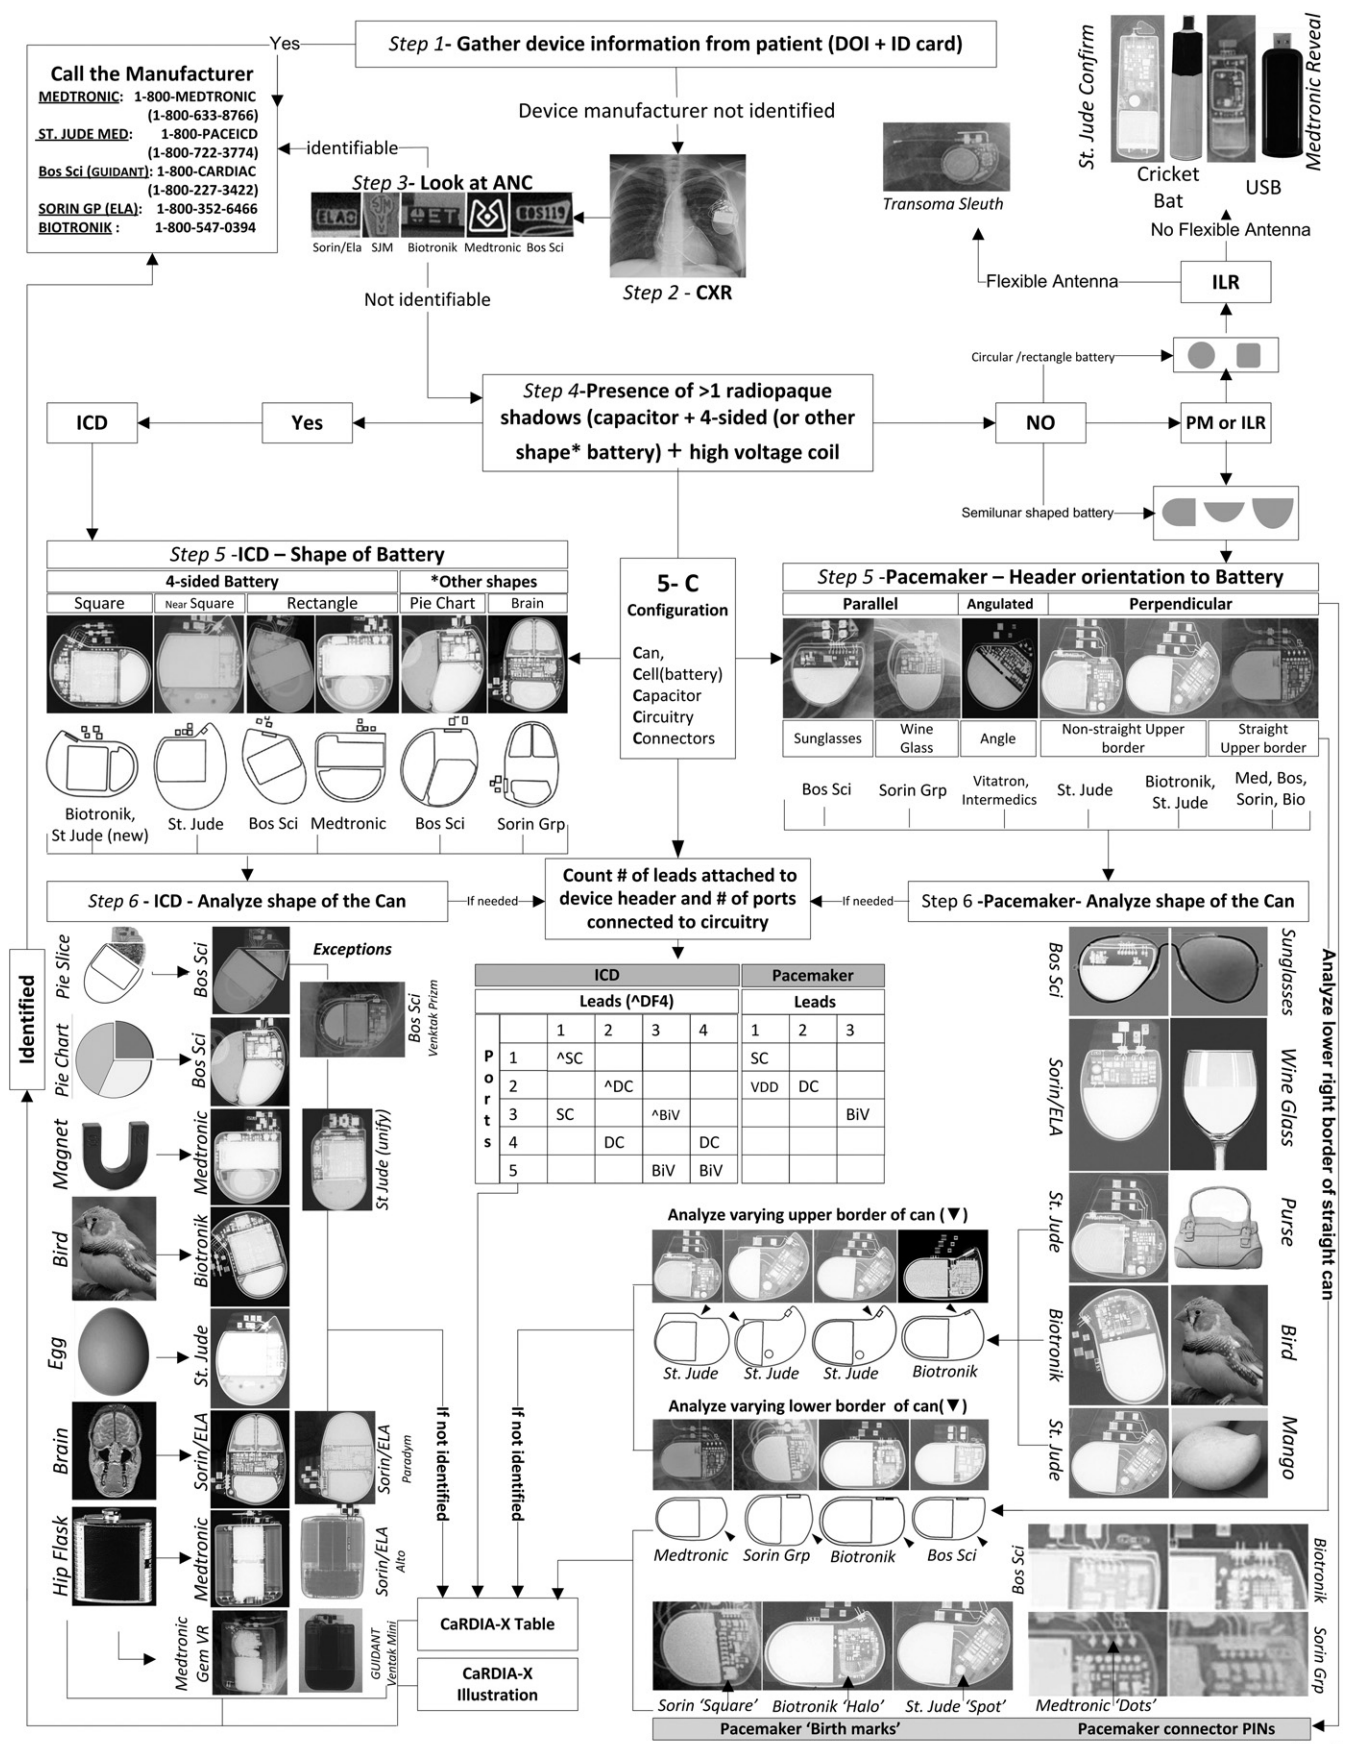 Step 1- Gather device information from patient (DOI + ID card)
Yes
Call the Manufacturer
MEDTRONIC: 1-800-MEDTRONIC
(1-800-633-8766)
ST. JUDE MED: 1-800-PACEICD
(1-800-722-3774)
Bos Sci (GUIDANT): 1-800-CARDIAC
(1-800-227-3422)
SORIN GP (ELA): 1-800-352-6466
BIOTRONIK : 1-800-547-0394
Device manufacturer not identified
identifiable
Step 3- Look at ANC
ELAO
SJM
ET
BOS119
Sorin/Ela SJM Biotronik Medtronic Bos Sci
Step 2 - CXR
Not identifiable
Transoma Sleuth
St. Jude Confirm
Medtronic Reveal
Cricket
Bat
USB
No Flexible Antenna
Flexible Antenna
ILR
Circular /rectangle battery
Step 4-Presence of >1 radiopaque
shadows (capacitor + 4-sided (or other
shape* battery) + high voltage coil
ICD
Yes
NO
PM or ILR
Semilunar shaped battery
Step 5 -ICD – Shape of Battery
4-sided Battery
*Other shapes
Square
Near Square
Rectangle
Pie Chart
Brain
Biotronik,
St Jude (new)
St. Jude
Bos Sci
Medtronic
Bos Sci
Sorin Grp
5- C
Configuration
Can,
Cell(battery)
Capacitor
Circuitry
Connectors
Step 5 -Pacemaker – Header orientation to Battery
Parallel
Angulated
Perpendicular
Sunglasses
Wine
Glass
Angle
Non-straight Upper
border
Straight
Upper border
Bos Sci
Sorin Grp
Vitatron,
Intermedics
St. Jude
Biotronik,
St. Jude
Med, Bos,
Sorin, Bio
Step 6 - ICD - Analyze shape of the Can
If needed
Count # of leads attached to
device header and # of ports
connected to circuitry
If needed
Step 6 -Pacemaker- Analyze shape of the Can
Identified
Pie Slice
Bos Sci
Exceptions
Bos Sci
Venktak Prizm
Pie Chart
Bos Sci
Magnet
Medtronic
St Jude (unify)
Bird
Biotronik
Egg
St. Jude
Brain
Sorin/ELA
Sorin/ELA
Paradym
Hip Flask
Medtronic
Sorin/ELA
Alto
Medtronic
Gem VR
GUIDANT
Ventak Mini
ICD
Pacemaker
Leads (^DF4)
Leads
1 2 3 4 1 2 3
Ports
1 ^SC SC
2 ^DC VDD DC
3 SC ^BiV BiV
4 DC DC
5 BiV BiV
If not identified
If not identified
CaRDIA-X Table
CaRDIA-X
Illustration
Analyze varying upper border of can (▼)
St. Jude
St. Jude
St. Jude
Biotronik
Analyze varying lower border of can(▼)
Medtronic
Sorin Grp
Biotronik
Bos Sci
Bos Sci
Sunglasses
Sorin/ELA
Wine Glass
St. Jude
Purse
Biotronik
Bird
St. Jude
Mango
Analyze lower right border of straight can
Bos Sci
Biotronik
Sorin Grp
Sorin 'Square'
Biotronik 'Halo'
St. Jude 'Spot'
Medtronic 'Dots'
Pacemaker 'Birth marks'
Pacemaker connector PINs